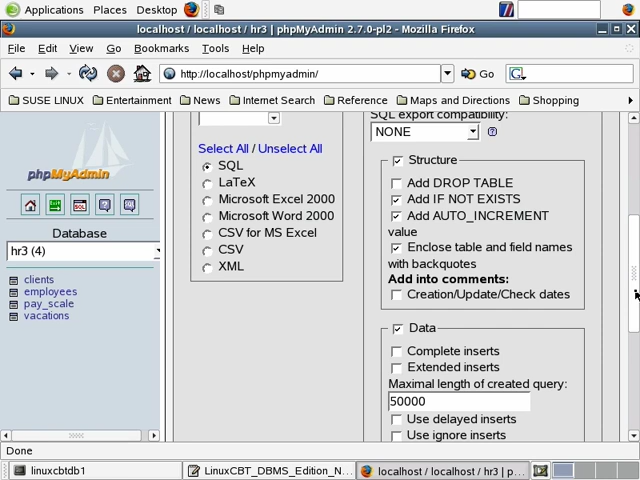 Applications Places Desktop
localhost / localhost / hr3 | phpMyAdmin 2.7.0-pl2 - Mozilla Firefox
File Edit View Go Bookmarks Tools Help
http://localhost/phpmyadmin/ Go G
SUSE LINUX Entertainment News Internet Search Reference Maps and Directions Shopping
phpMyAdmin
SQL
Database
hr3 (4)
clients
employees
pay_scale
vacations
Select All / Unselect All
SQL
LaTeX
Microsoft Excel 2000
Microsoft Word 2000
CSV for MS Excel
CSV
XML
SQL export compatibility:
NONE
Structure
Add DROP TABLE
Add IF NOT EXISTS
Add AUTO_INCREMENT
value
Enclose table and field names
with backquotes
Add into comments:
Creation/Update/Check dates
Data
Complete inserts
Extended inserts
Maximal length of created query:
50000
Use delayed inserts
Use ignore inserts
Done
linuxcbtdb1 LinuxCBT_DBMS_Edition_N... localhost / localhost / hr3 | p...